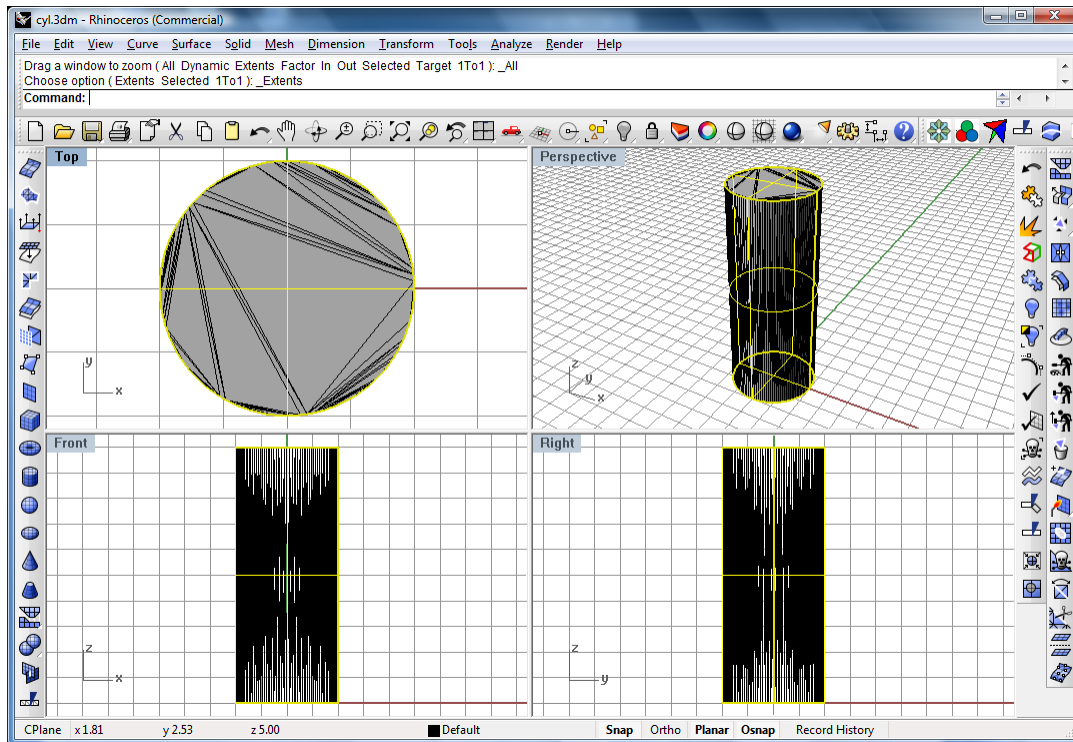 cyl.3dm - Rhinoceros (Commercial)
File Edit View Curve Surface Solid Mesh Dimension Transform Tools Analyze Render Help
Drag a window to zoom ( All Dynamic Extents Factor In Out Selected Target 1To1 ): _All
Choose option ( Extents Selected 1To1 ): _Extents
Command:
Top
Perspective
y
x
z
y
x
Front
Right
z
x
z
y
CPlane x 1.81 y 2.53 z 5.00 Default Snap Ortho Planar Osnap Record History